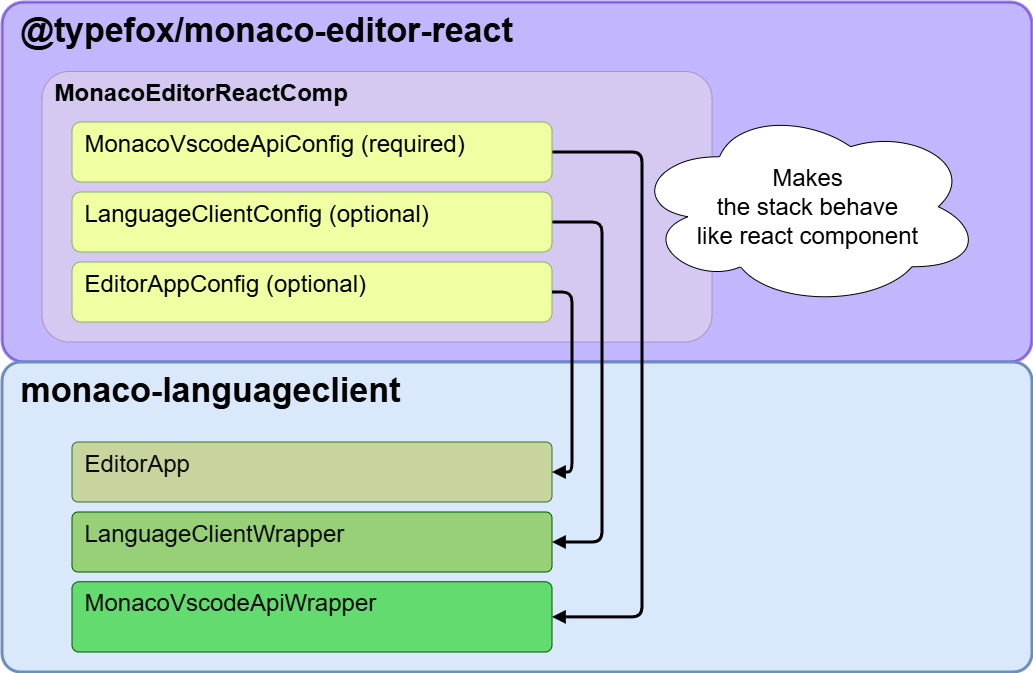 @typefox/monaco-editor-react
MonacoEditorReactComp
MonacoVscodeApiConfig (required)
LanguageClientConfig (optional)
EditorAppConfig (optional)
Makes
the stack behave
like react component
monaco-languageclient
EditorApp
LanguageClientWrapper
MonacoVscodeApiWrapper